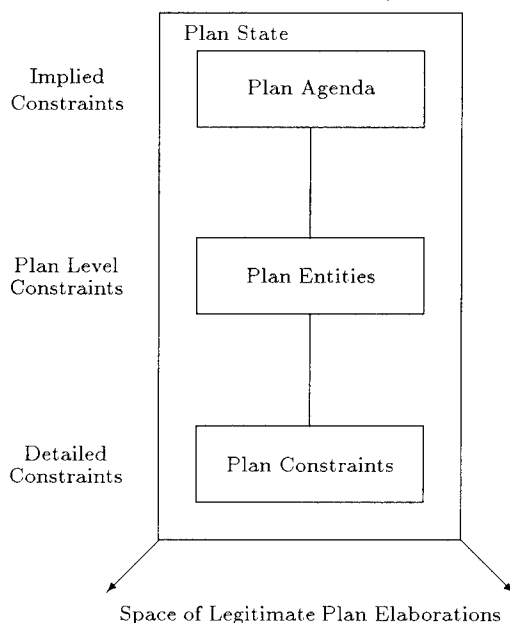 Plan State
Implied
Constraints
Plan Agenda
Plan Level
Constraints
Plan Entities
Detailed
Constraints
Plan Constraints
Space of Legitimate Plan Elaborations